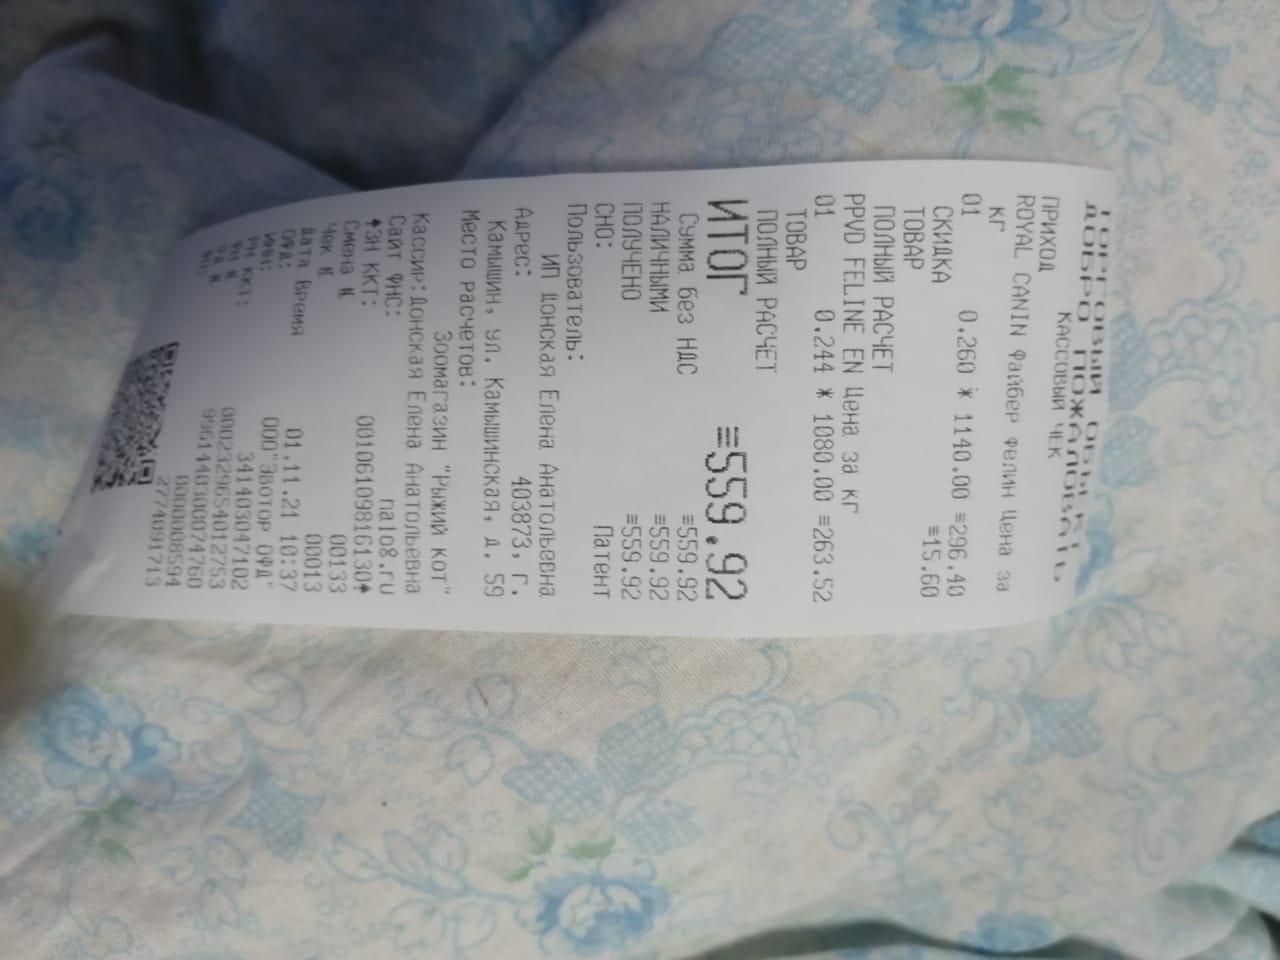 ТОРГОВЫЙ ОБЪЕКТ
ДОБРО ПОЖАЛОВАТЬ
КАССОВЫЙ ЧЕК
ПРИХОД
ROYAL CANIN Файбер Фелин Цена за
КГ
01 0.260 * 1140.00 ≡296.40
СКИДКА ≡15.60
ТОВАР
ПОЛНЫЙ РАСЧЕТ
PPVD FELINE EN Цена за КГ
01 0.244 * 1080.00 ≡263.52
ТОВАР
ПОЛНЫЙ РАСЧЕТ
ИТОГ ≡559.92
Сумма без НДС ≡559.92
НАЛИЧНЫМИ ≡559.92
ПОЛУЧЕНО ≡559.92
СНО: Патент
Пользователь:
ИП Донская Елена Анатольевна
Адрес: 403873, Г.
Камышин, ул. Камышинская, д. 59
Место расчетов:
Зоомагазин "Рыжий кот"
Кассир:Донская Елена Анатольевна
Сайт ФНС: nalog.ru
♠ЗН ККТ: 00106109816130♠
Смена N 00133
Чек N 00013
Дата Время 01.11.21 10:37
ОФД: ООО"Эвотор ОФД"
ИНН: 341403047102
РН ККТ: 0002329654012753
ФН N 9961440300074760
ФД N 0000008594
ФП: 2774091713